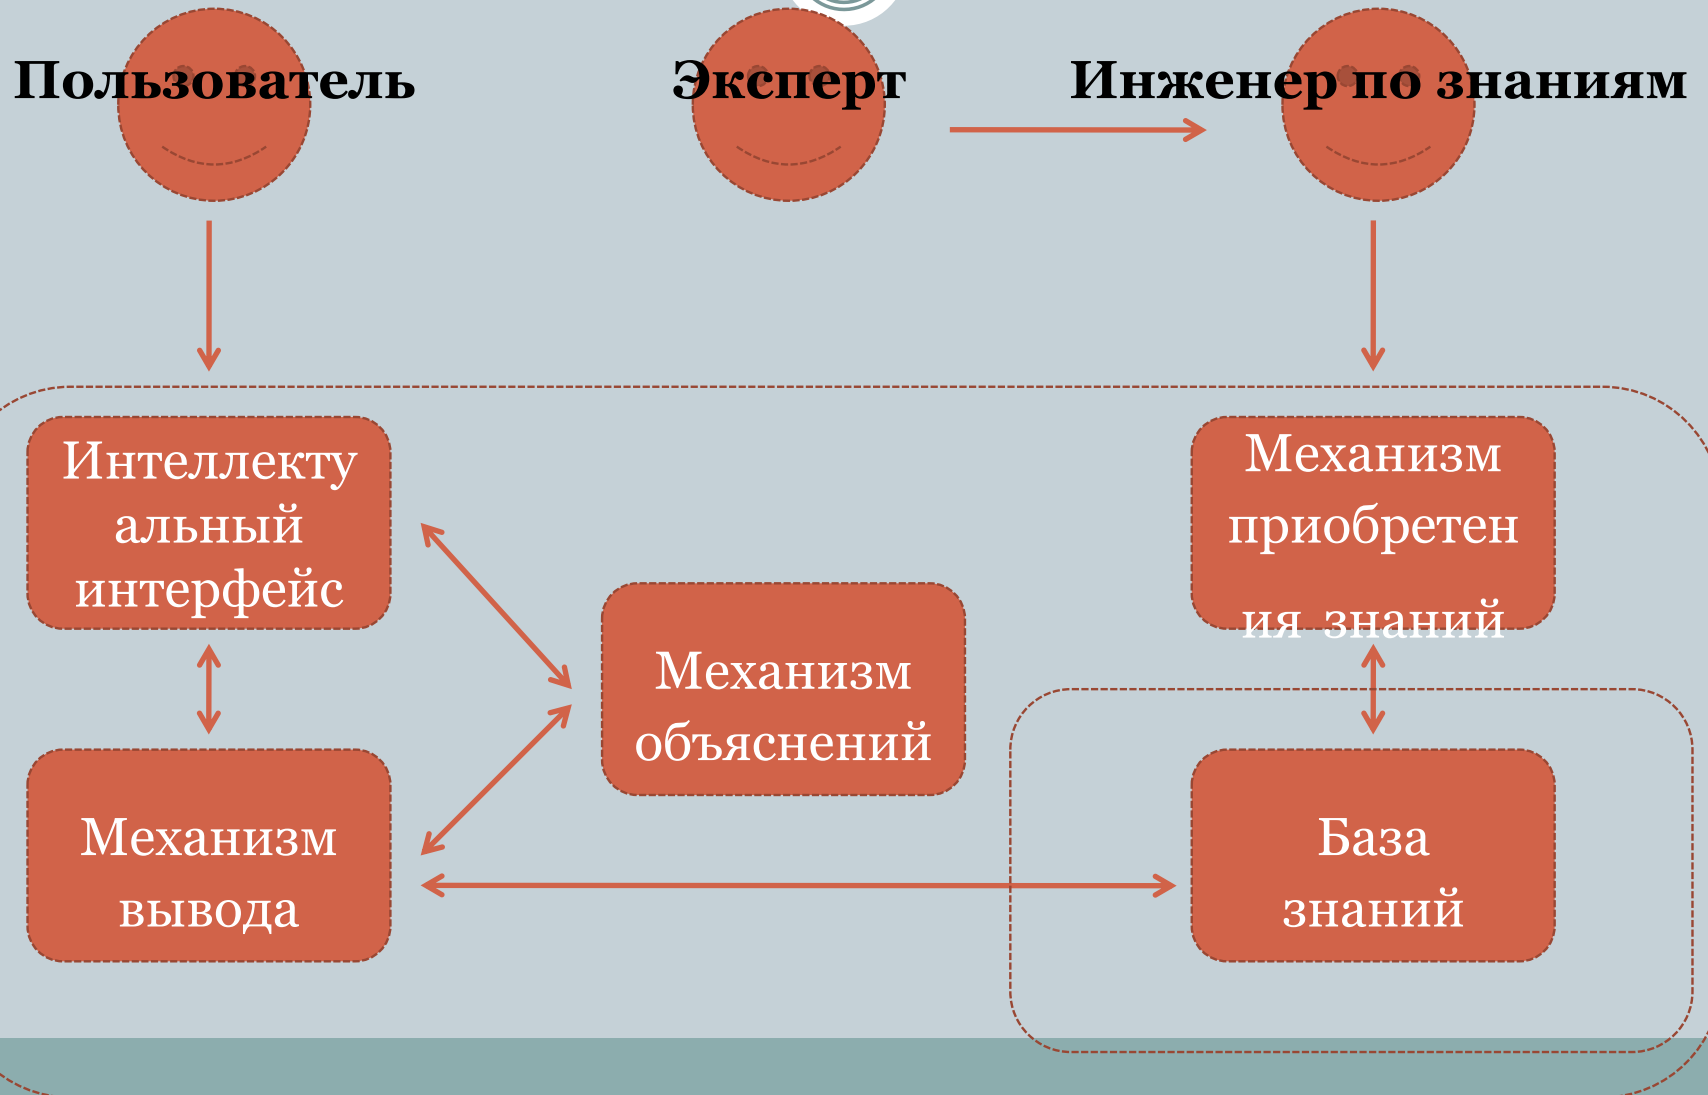 Пользователь
Эксперт
Инженер по знаниям
Интеллекту
альный
интерфейс
Механизм
приобретен
ия знаний
Механизм
объяснений
Механизм
вывода
База
знаний